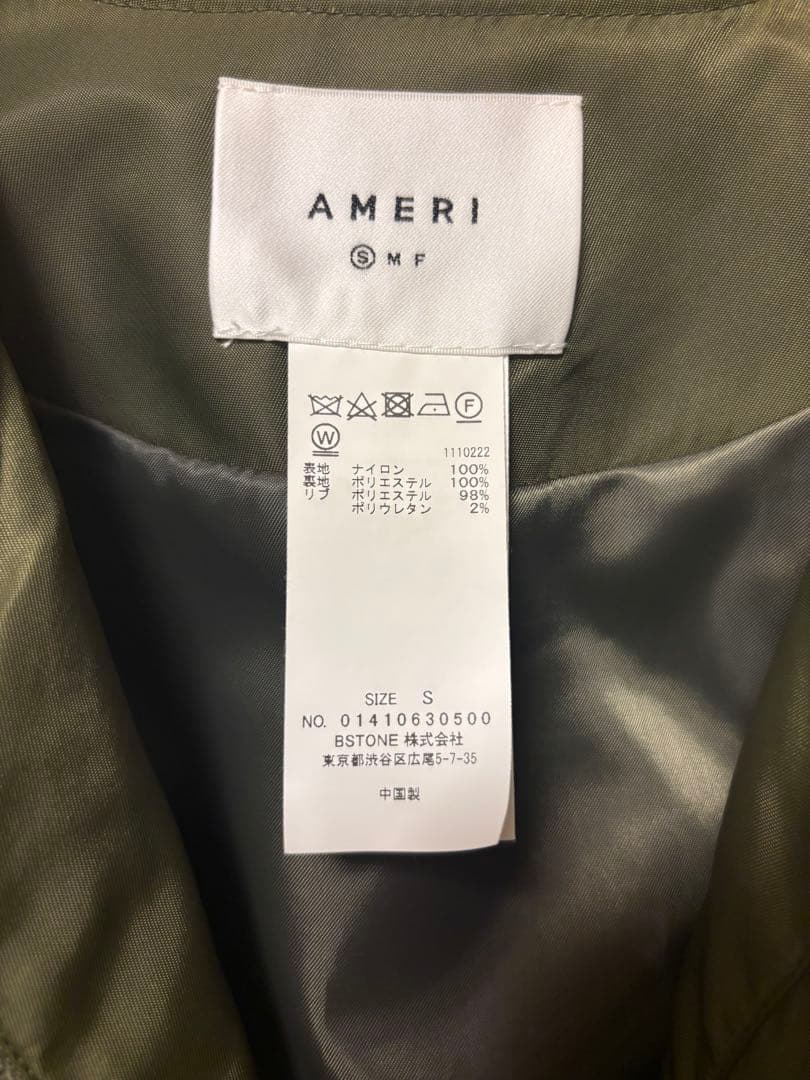 AMERI
Ⓢ M F
F
W
1110222
表地 ナイロン 100%
裏地 ポリエステル 100%
リブ ポリエステル 98%
ポリウレタン 2%
SIZE S
NO. 01410630500
BSTONE 株式会社
東京都渋谷区広尾5-7-35
中国製